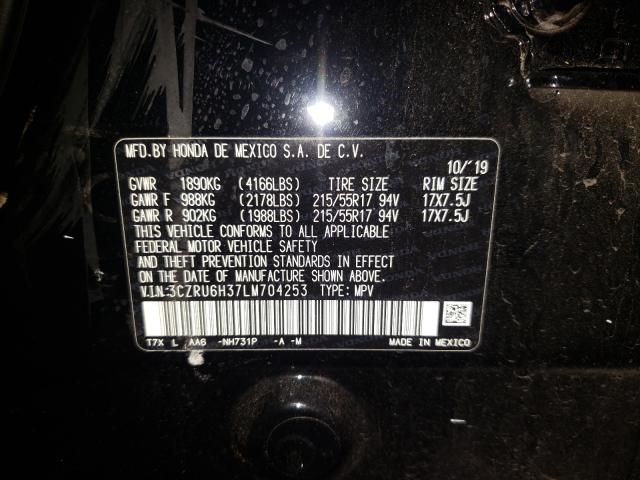 MFD.BY HONDA DE MEXICO S.A. DE C.V.
10/'19
GVWR 1890KG (4166LBS) TIRE SIZE RIM SIZE
GAWR F 988KG (2178LBS) 215/55R17 94V 17X7.5J
GAWR R 902KG (1988LBS) 215/55R17 94V 17X7.5J
THIS VEHICLE CONFORMS TO ALL APPLICABLE
FEDERAL MOTOR VEHICLE SAFETY
AND THEFT PREVENTION STANDARDS IN EFFECT
ON THE DATE OF MANUFACTURE SHOWN ABOVE.
V.I.N:3CZRU6H37LM704253 TYPE: MPV
T7X L AA6 -NH731P -A -M MADE IN MEXICO